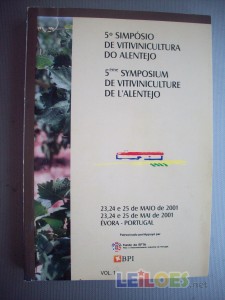 5º SIMPÓSIO
DE VITIVINICULTURA
DO ALENTEJO
5ème SYMPOSIUM
DE VITIVINICULTURE
DE L'ALENTEJO
23,24 e 25 de MAIO de 2001
23,24 et 25 de MAI de 2001
ÉVORA - PORTUGAL
BPI
VOL.
LEILOES